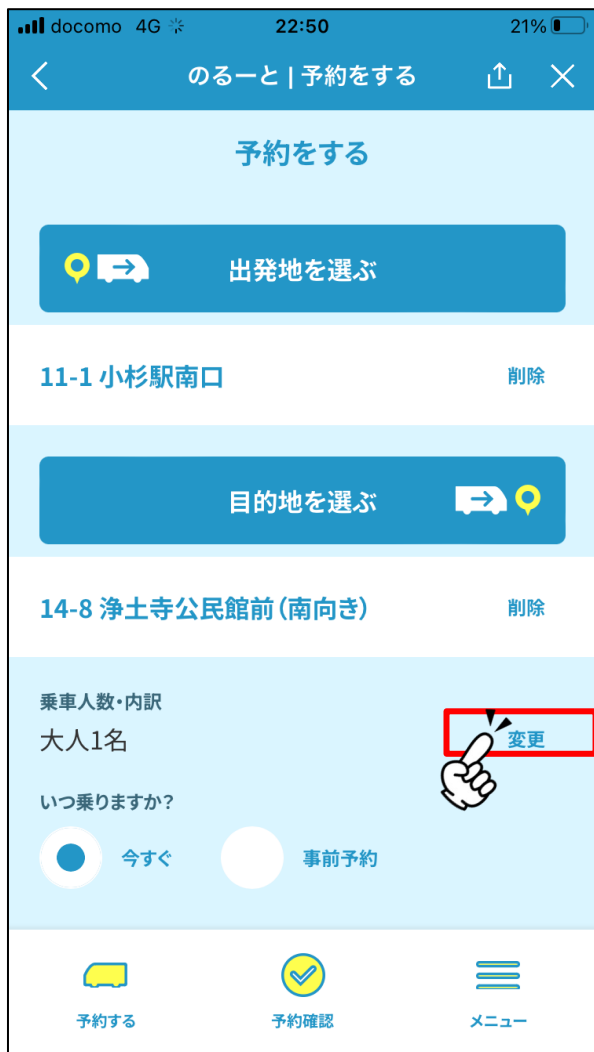 docomo 4G 22:50 21%
のるーと | 予約をする
予約をする
出発地を選ぶ
11-1 小杉駅南口 削除
目的地を選ぶ
14-8 浄土寺公民館前(南向き) 削除
乗車人数・内訳
大人1名 変更
いつ乗りますか?
今すぐ 事前予約
予約する 予約確認 メニュー